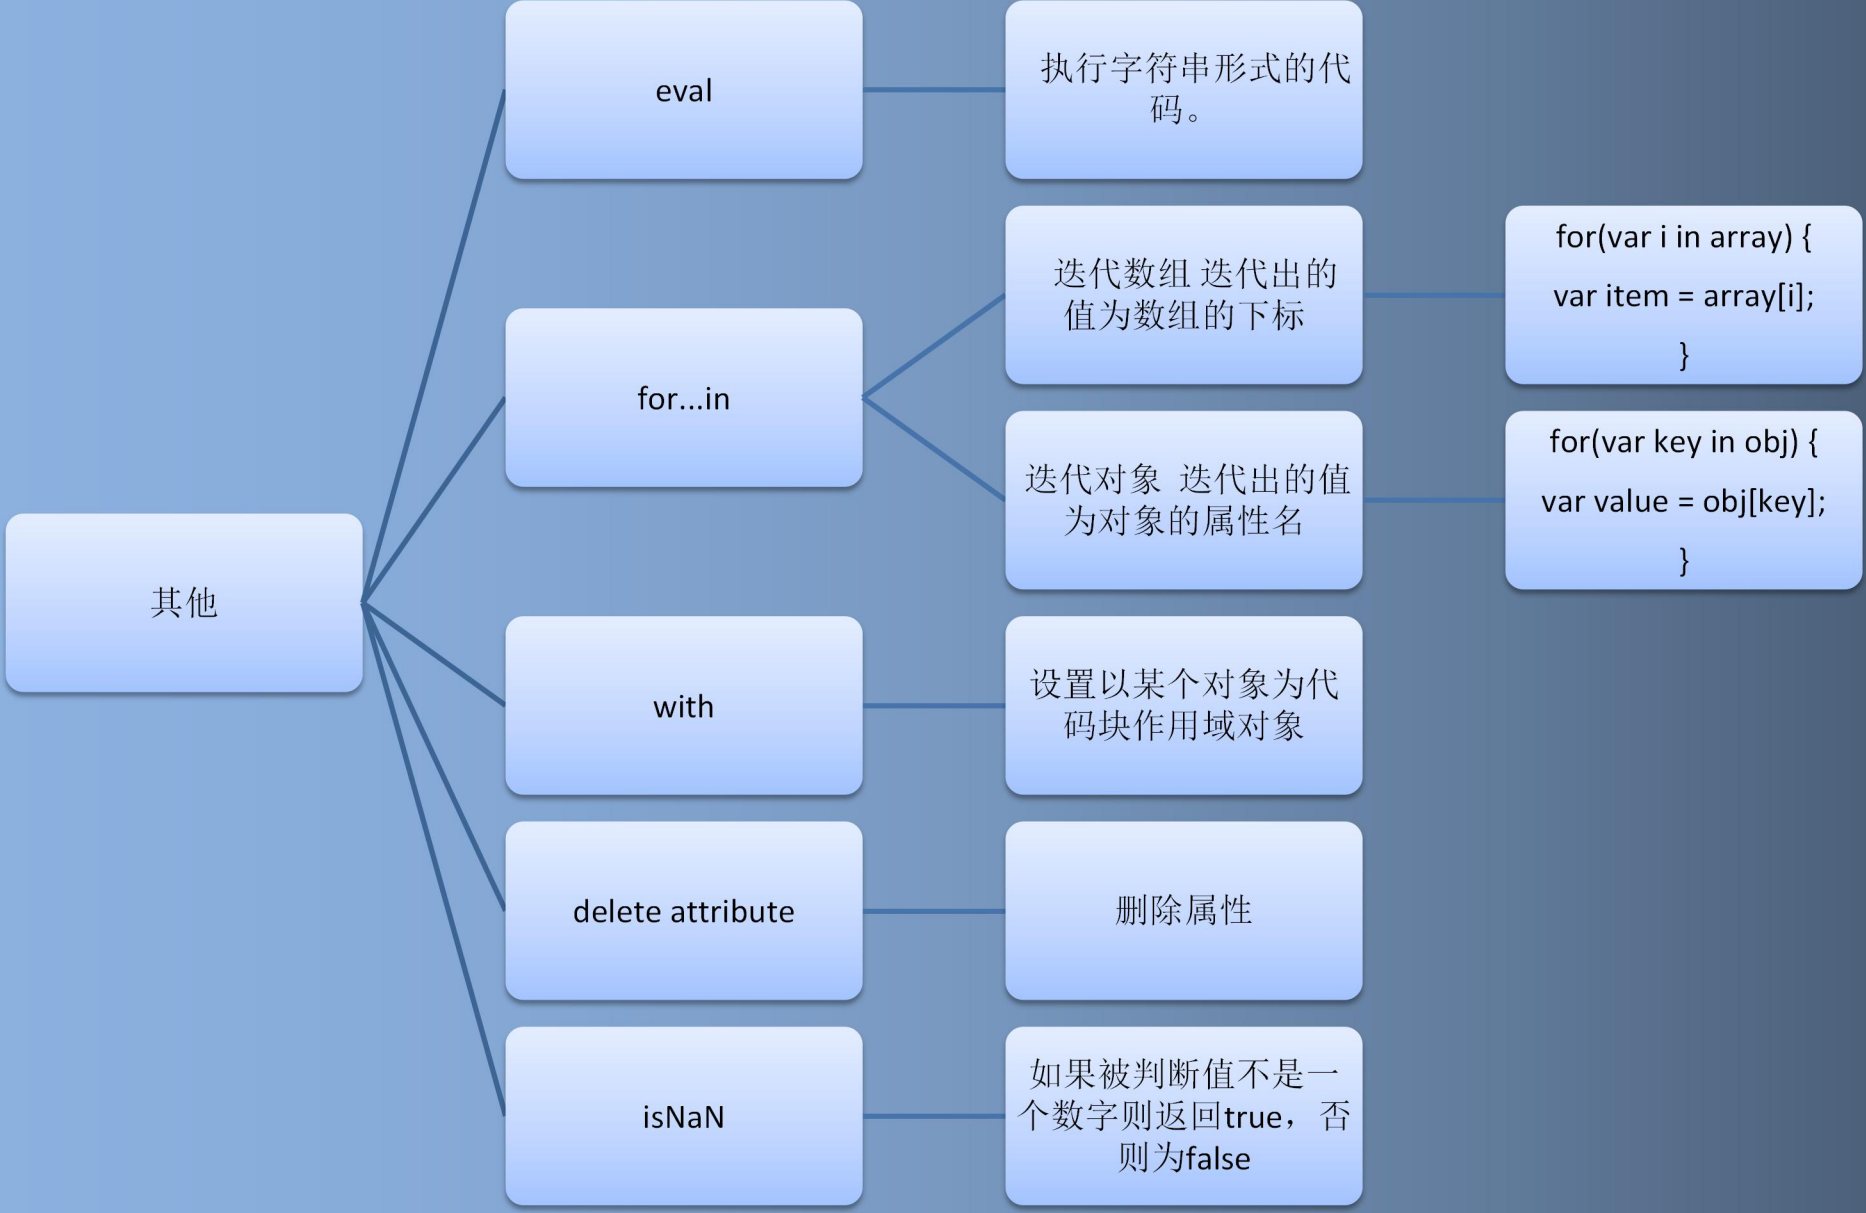 其他
eval
执行字符串形式的代
码。
for...in
迭代数组 迭代出的
值为数组的下标
for(var i in array) {
var item = array[i];
}
迭代对象 迭代出的值
为对象的属性名
for(var key in obj) {
var value = obj[key];
}
with
设置以某个对象为代
码块作用域对象
delete attribute
删除属性
isNaN
如果被判断值不是一
个数字则返回true，否
则为false